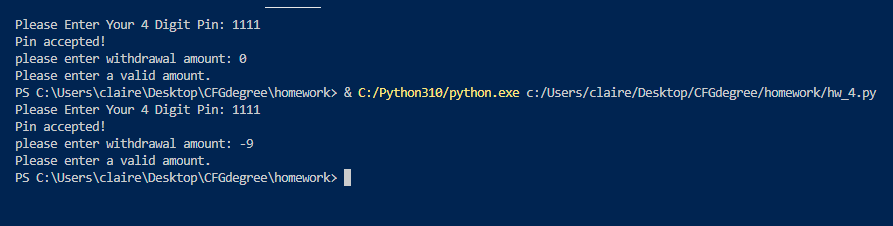 Please Enter Your 4 Digit Pin: 1111
Pin accepted!
please enter withdrawal amount: 0
Please enter a valid amount.
PS C:\Users\claire\Desktop\CFGdegree\homework> & C:/Python310/python.exe c:/Users/claire/Desktop/CFGdegree/homework/hw_4.py
Please Enter Your 4 Digit Pin: 1111
Pin accepted!
please enter withdrawal amount: -9
Please enter a valid amount.
PS C:\Users\claire\Desktop\CFGdegree\homework>